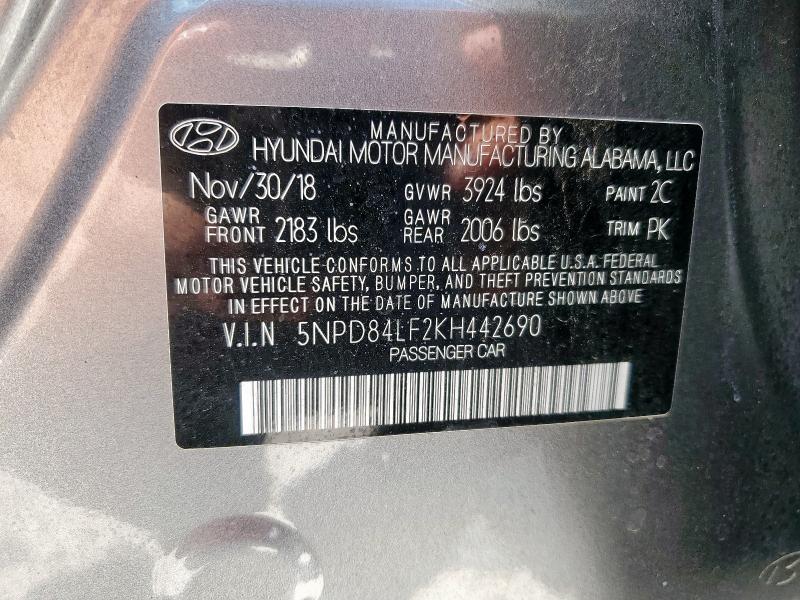 MANUFACTURED BY
HYUNDAI MOTOR MANUFACTURING ALABAMA, LLC
Nov/30/18 GVWR 3924 lbs PAINT 2C
GAWR FRONT 2183 lbs GAWR REAR 2006 lbs TRIM PK
THIS VEHICLE CONFORMS TO ALL APPLICABLE U.S.A. FEDERAL
MOTOR VEHICLE SAFETY, BUMPER, AND THEFT PREVENTION STANDARDS
IN EFFECT ON THE DATE OF MANUFACTURE SHOWN ABOVE
V.I.N 5NPD84LF2KH442690
PASSENGER CAR